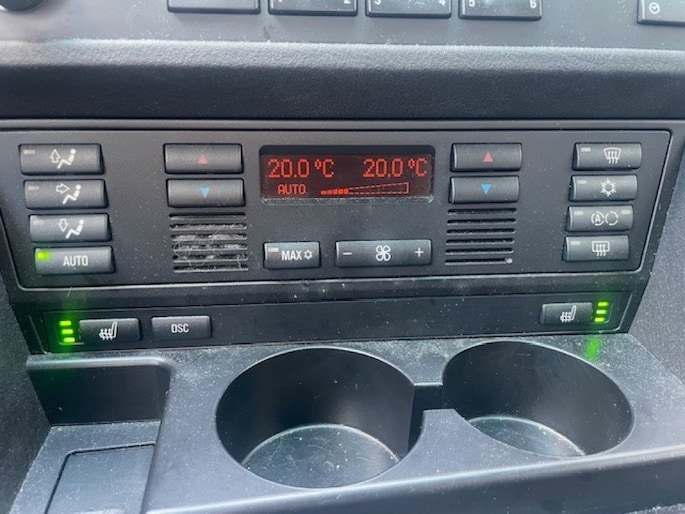 20.0°C 20.0°C
AUTO
MAX
- +
A
AUTO
DSC